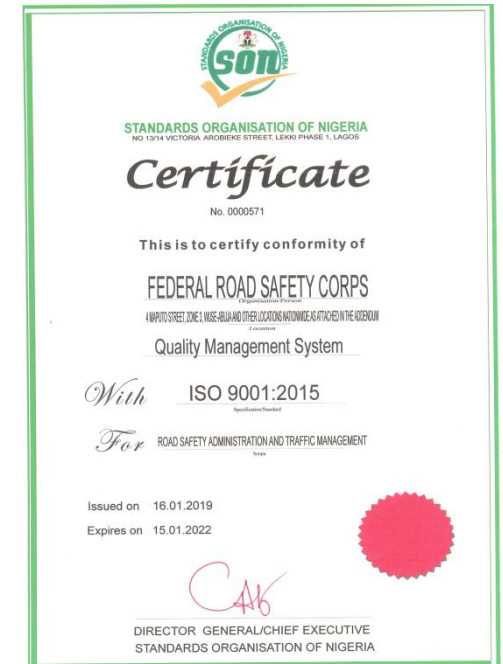 STANDARDS ORGANISATION OF NIGERIA
SON
STANDARDS ORGANISATION OF NIGERIA
NO 13/14 VICTORIA AROBIEKE STREET, LEKKI PHASE 1, LAGOS
Certificate
No. 0000571
This is to certify conformity of
FEDERAL ROAD SAFETY CORPS
Organisation/Person
4 MAPUTO STREET, ZONE 3, WUSE-ABUJA AND OTHER LOCATIONS NATIONWIDE AS ATTACHED IN THE ADDENDUM
Location
Quality Management System
With ISO 9001:2015
Specification/Standard
For ROAD SAFETY ADMINISTRATION AND TRAFFIC MANAGEMENT
Scope
Issued on 16.01.2019
Expires on 15.01.2022
DIRECTOR GENERAL/CHIEF EXECUTIVE
STANDARDS ORGANISATION OF NIGERIA